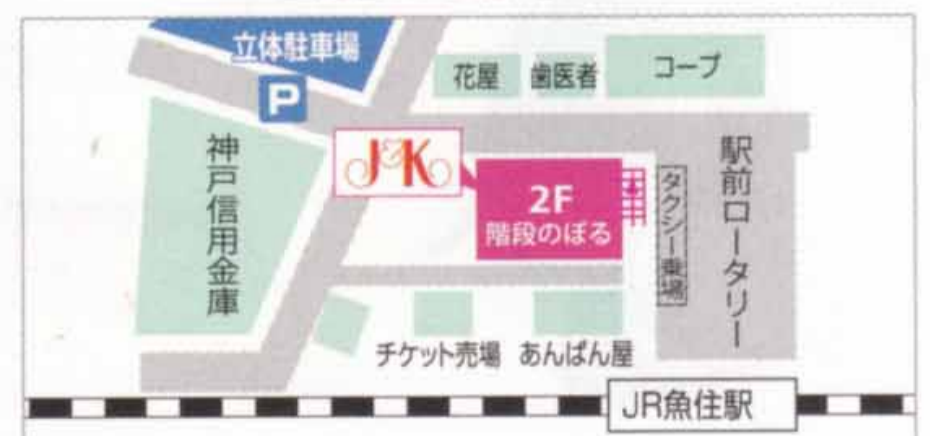 立体駐車場
P
花屋
歯医者
コープ
神戸信用金庫
J&K
2F
階段のぼる
タクシー乗場
駅前ロータリー
チケット売場
あんぱん屋
JR魚住駅